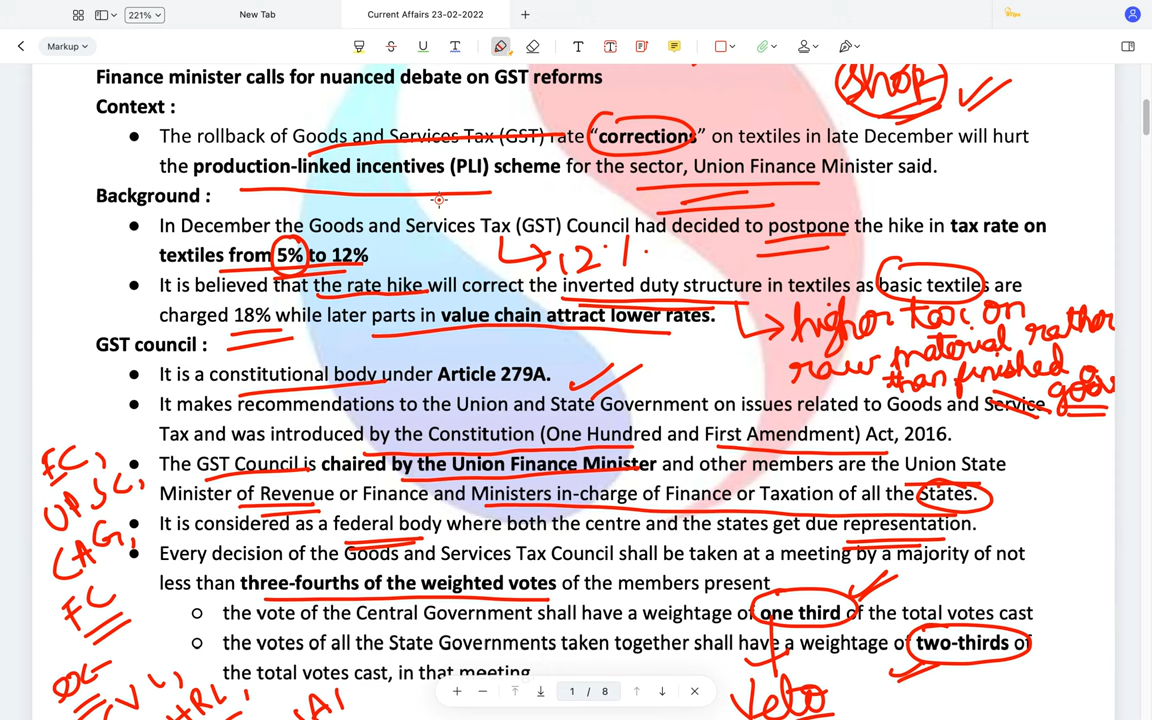 221%
New Tab
Current Affairs 23-02-2022
Markup
Finance minister calls for nuanced debate on GST reforms
shop
Context :
● The rollback of Goods and Services Tax (GST) rate “corrections” on textiles in late December will hurt
the production-linked incentives (PLI) scheme for the sector, Union Finance Minister said.
Background :
● In December the Goods and Services Tax (GST) Council had decided to postpone the hike in tax rate on
textiles from 5% to 12%
12%
● It is believed that the rate hike will correct the inverted duty structure in textiles as basic textiles are
charged 18% while later parts in value chain attract lower rates.
higher tax on
raw material rather
than finished
goods
GST council :
● It is a constitutional body under Article 279A.
● It makes recommendations to the Union and State Government on issues related to Goods and Service
Tax and was introduced by the Constitution (One Hundred and First Amendment) Act, 2016.
● The GST Council is chaired by the Union Finance Minister and other members are the Union State
Minister of Revenue or Finance and Ministers in-charge of Finance or Taxation of all the States.
● It is considered as a federal body where both the centre and the states get due representation.
● Every decision of the Goods and Services Tax Council shall be taken at a meeting by a majority of not
less than three-fourths of the weighted votes of the members present
○ the vote of the Central Government shall have a weightage of one third of the total votes cast
○ the votes of all the State Governments taken together shall have a weightage of two-thirds of
the total votes cast, in that meeting.
FC,
UPSC,
CAG,
FC
Veto
1 / 8